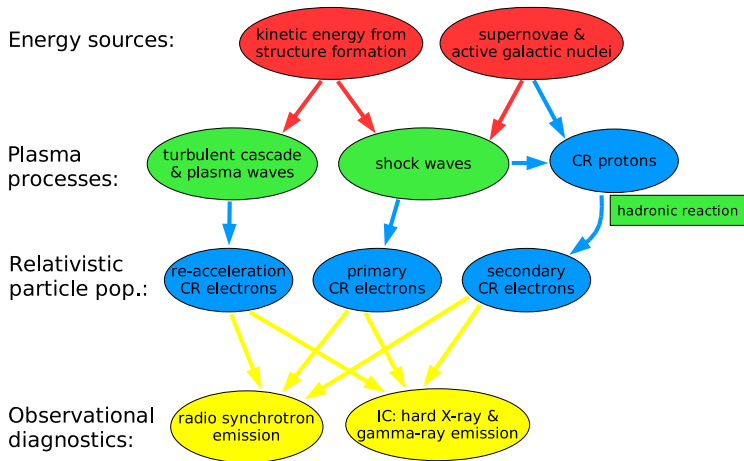 Energy sources:
kinetic energy from
structure formation
supernovae &
active galactic nuclei
Plasma
processes:
turbulent cascade
& plasma waves
shock waves
CR protons
hadronic reaction
Relativistic
particle pop.:
re-acceleration
CR electrons
primary
CR electrons
secondary
CR electrons
Observational
diagnostics:
radio synchrotron
emission
IC: hard X-ray &
gamma-ray emission